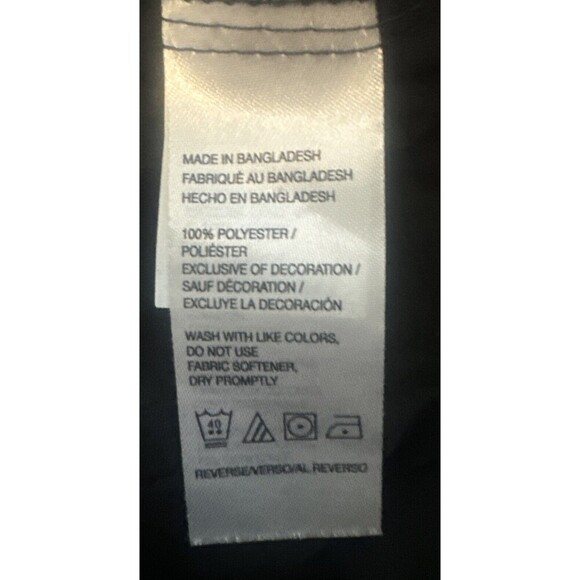 MADE IN BANGLADESH
FABRIQUÉ AU BANGLADESH
HECHO EN BANGLADESH
100% POLYESTER /
POLIÉSTER
EXCLUSIVE OF DECORATION /
SAUF DÉCORATION /
EXCLUYE LA DECORACIÓN
WASH WITH LIKE COLORS,
DO NOT USE
FABRIC SOFTENER,
DRY PROMPTLY
40
REVERSE/VERSO/AL REVERSO